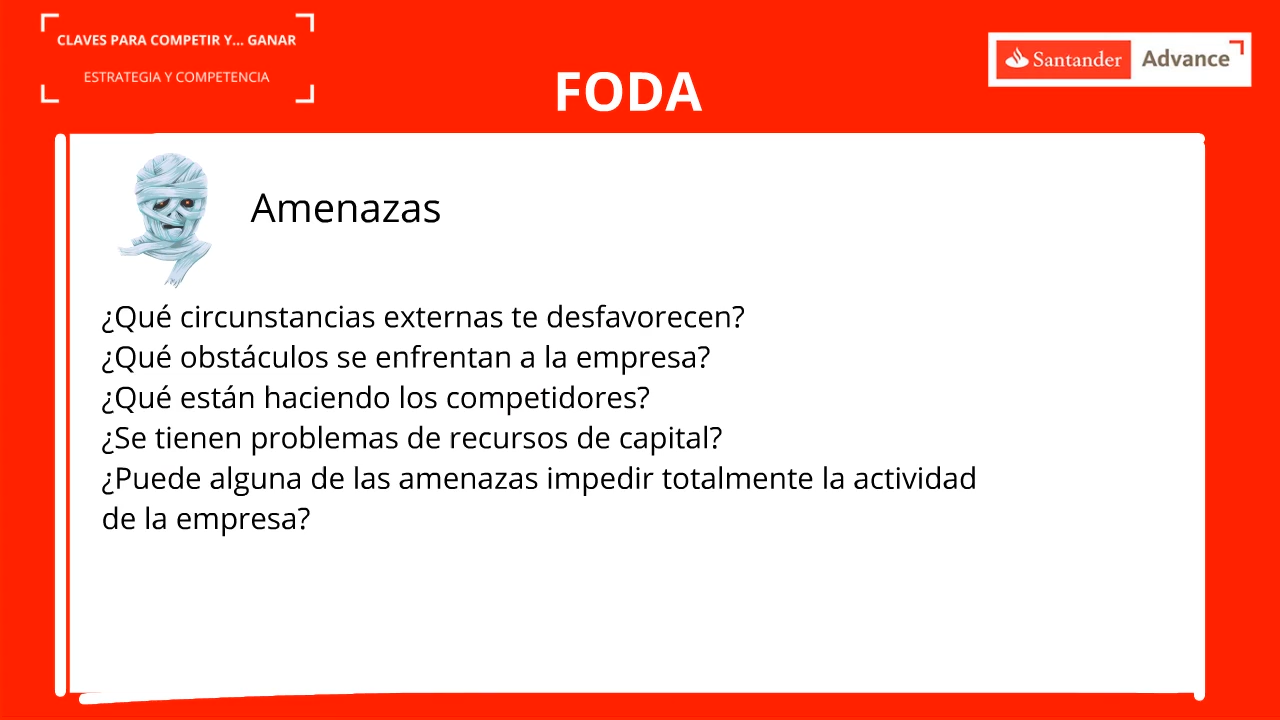 CLAVES PARA COMPETIR Y... GANAR
ESTRATEGIA Y COMPETENCIA
Santander Advance
FODA
Amenazas
¿Qué circunstancias externas te desfavorecen?
¿Qué obstáculos se enfrentan a la empresa?
¿Qué están haciendo los competidores?
¿Se tienen problemas de recursos de capital?
¿Puede alguna de las amenazas impedir totalmente la actividad
de la empresa?